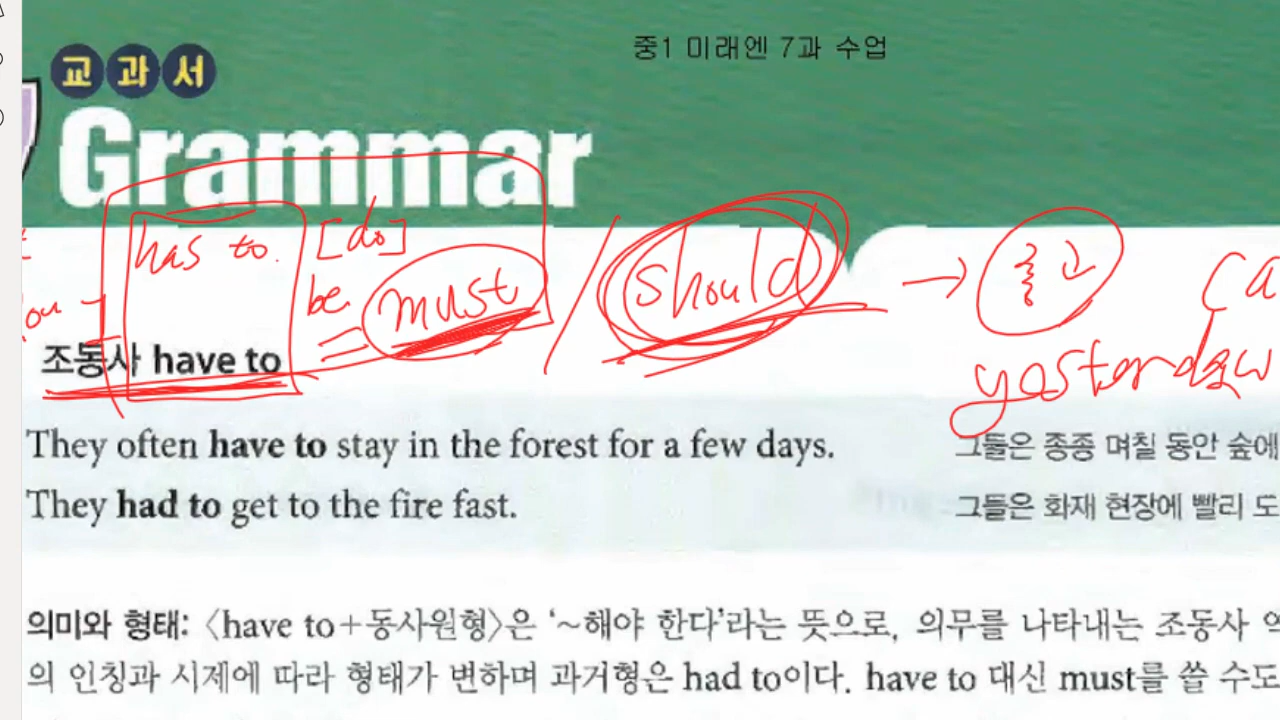 중1 미래엔 7과 수업
교과서
Grammar
has to. [do]
be = must / should →
yesterday
조동사 have to
They often have to stay in the forest for a few days. 그들은 종종 며칠 동안 숲에
They had to get to the fire fast. 그들은 화재 현장에 빨리 도
의미와 형태: 〈have to+동사원형〉은 ‘~해야 한다’라는 뜻으로, 의무를 나타내는 조동사
의 인칭과 시제에 따라 형태가 변하며 과거형은 had to이다. have to 대신 must를 쓸 수도